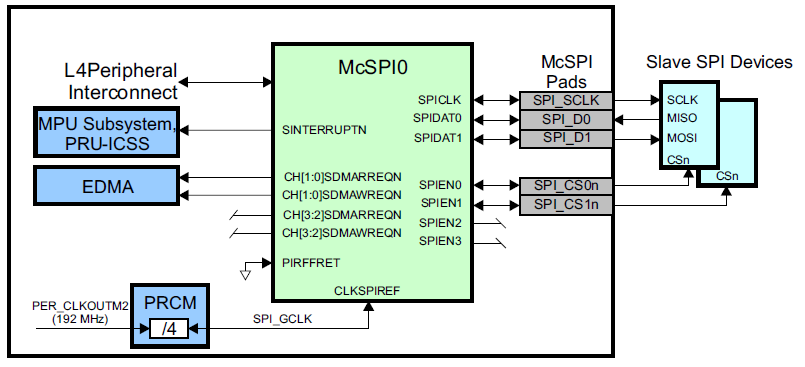 McSPI0
McSPI
Pads
Slave SPI Devices
L4Peripheral
Interconnect
MPU Subsystem,
PRU-ICSS
EDMA
SINTERRUPTN
CH[1:0]SDMARREQN
CH[1:0]SDMAWREQN
CH[3:2]SDMARREQN
CH[3:2]SDMAWREQN
PIRFFRET
CLKSPIREF
SPICLK
SPIDAT0
SPIDAT1
SPIEN0
SPIEN1
SPIEN2
SPIEN3
SPI_SCLK
SPI_D0
SPI_D1
SPI_CS0n
SPI_CS1n
SCLK
MISO
MOSI
CSn
CSn
PRCM
/4
PER_CLKOUTM2
(192 MHz)
SPI_GCLK